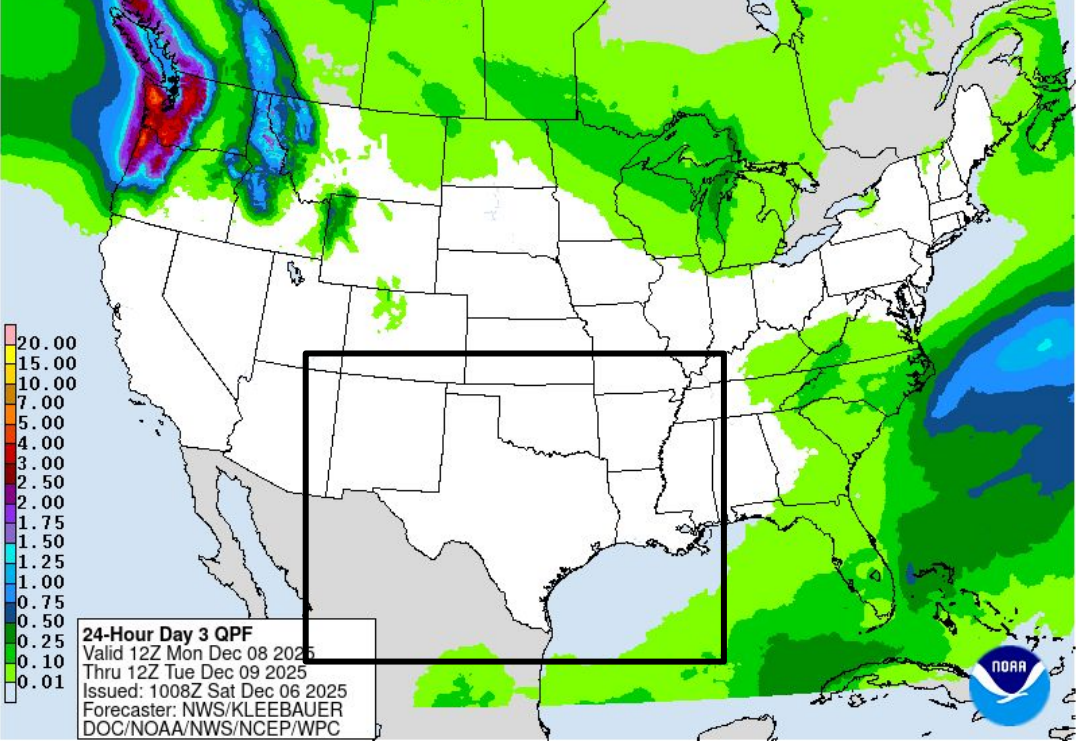 20.00
15.00
10.00
7.00
5.00
4.00
3.00
2.50
2.00
1.75
1.50
1.25
1.00
0.75
0.50
0.25
0.10
0.01
24-Hour Day 3 QPF
Valid 12Z Mon Dec 08 2025
Thru 12Z Tue Dec 09 2025
Issued: 1008Z Sat Dec 06 2025
Forecaster: NWS/KLEEBAUER
DOC/NOAA/NWS/NCEP/WPC
NOAA